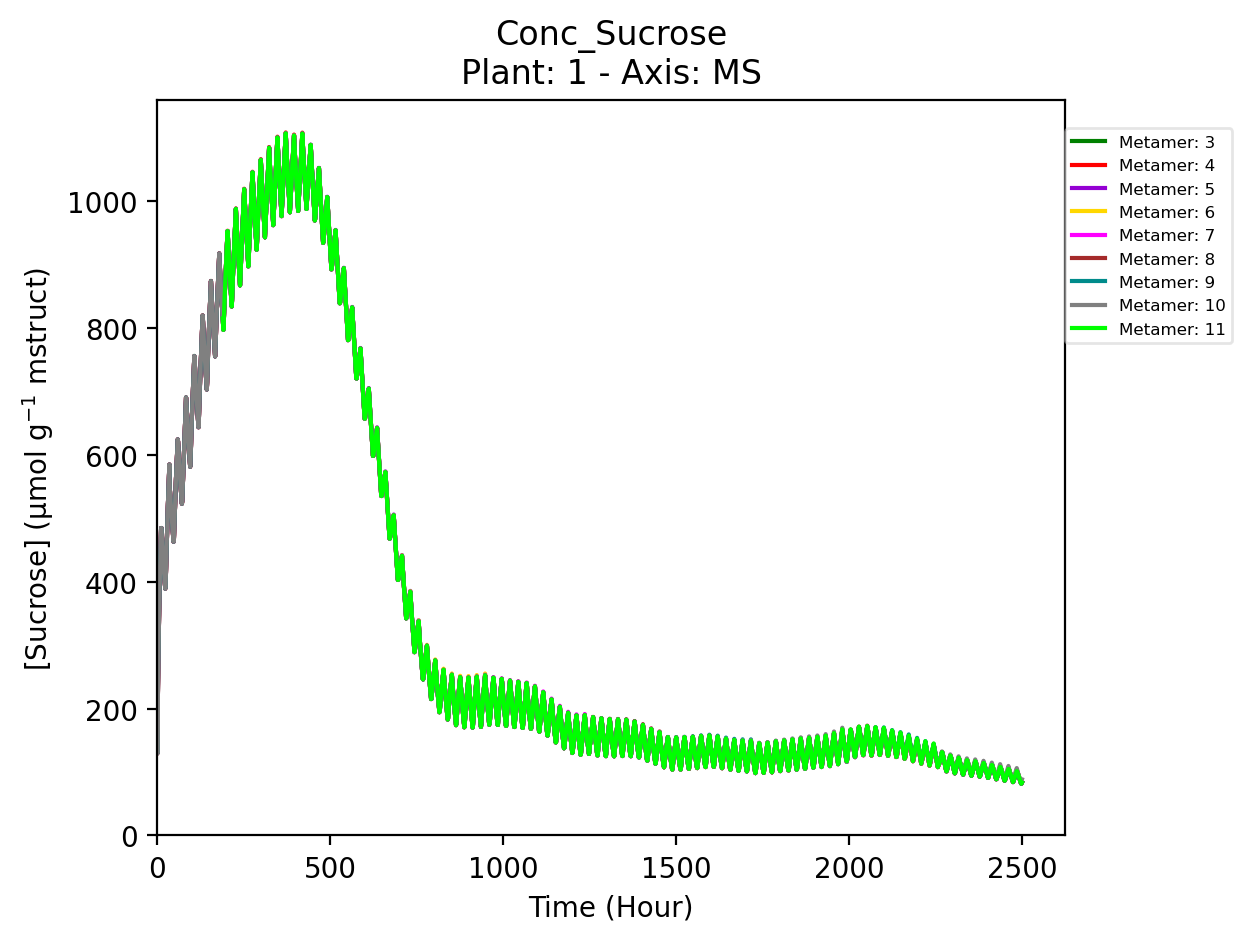 Conc_Sucrose
Plant: 1 - Axis: MS
[Sucrose] (µmol g⁻¹ mstruct)
1000
800
600
400
200
0
0 500 1000 1500 2000 2500
Time (Hour)
Metamer: 3
Metamer: 4
Metamer: 5
Metamer: 6
Metamer: 7
Metamer: 8
Metamer: 9
Metamer: 10
Metamer: 11